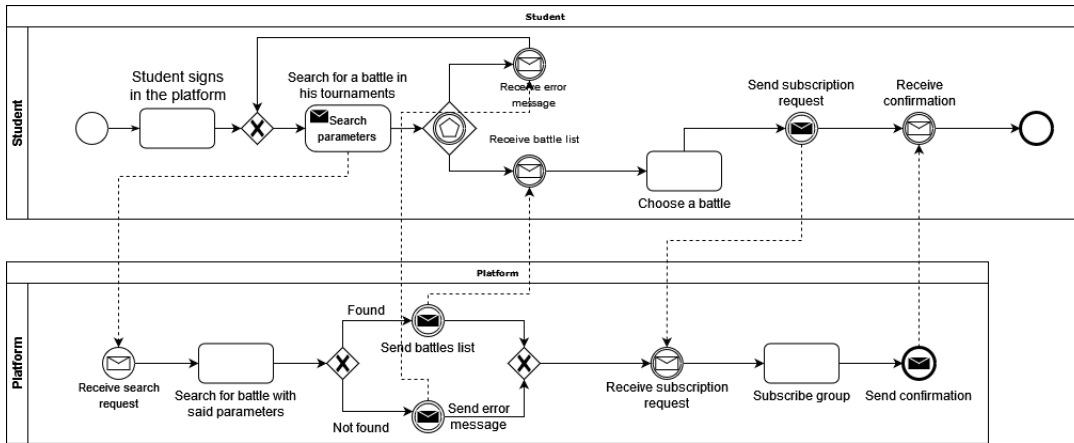 Student
Student
Student signs
in the platform
Search for a battle in
his tournaments
Search
parameters
Receive error
message
Receive battle list
Choose a battle
Send subscription
request
Receive
confirmation
Platform
Platform
Receive search
request
Search for battle with
said parameters
Found
Not found
Send battles list
Send error
message
Receive subscription
request
Subscribe group
Send confirmation